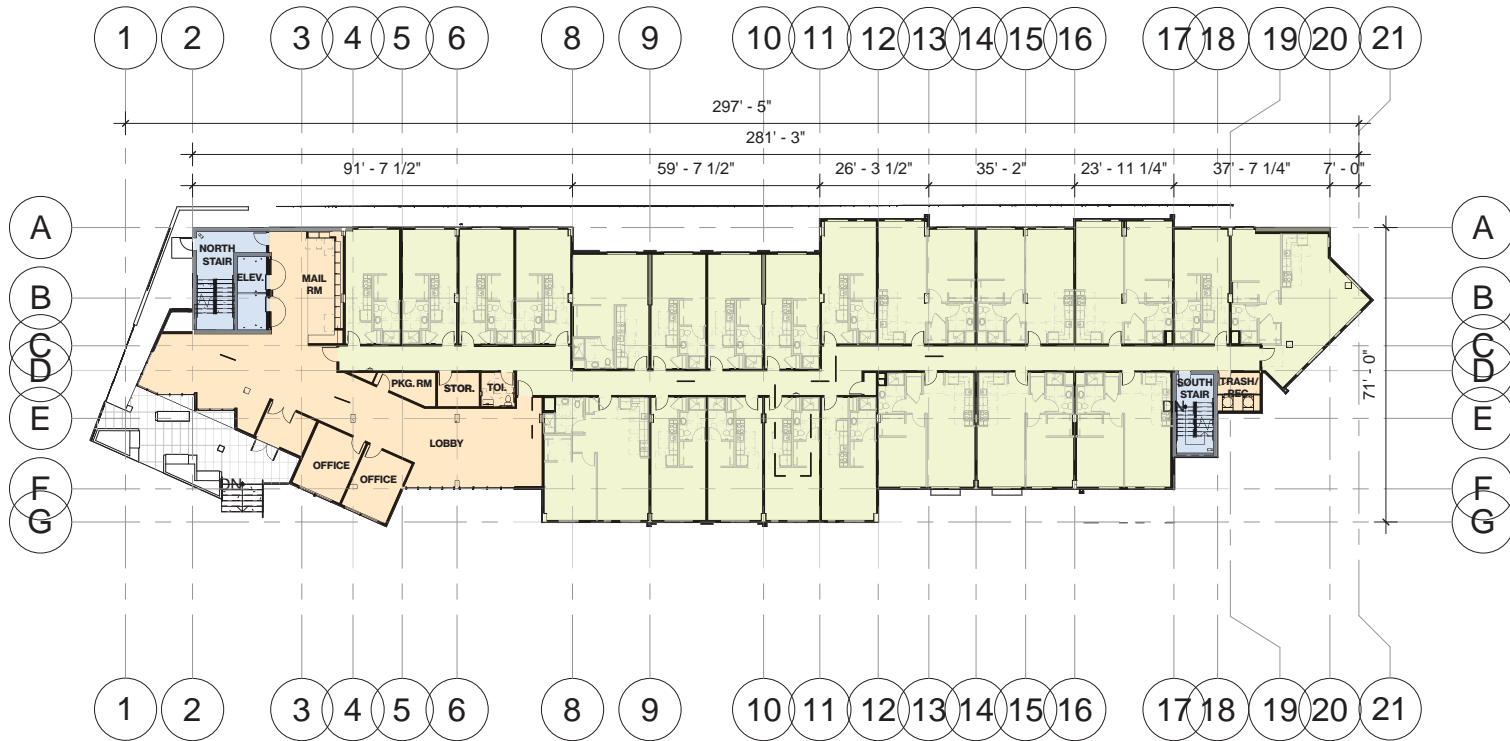 1 2 3 4 5 6 8 9 10 11 12 13 14 15 16 17 18 19 20 21
297' - 5"
281' - 3"
91' - 7 1/2" 59' - 7 1/2" 26' - 3 1/2" 35' - 2" 23' - 11 1/4" 37' - 7 1/4" 7' - 0"
A A
NORTH
STAIR
ELEV.
MAIL
RM
B B
C C
D D
PKG. RM STOR. TOI.
SOUTH
STAIR
TRASH/
REC
DN
71' - 0"
E E
LOBBY
OFFICE
OFFICE
DN
F F
G G
1 2 3 4 5 6 8 9 10 11 12 13 14 15 16 17 18 19 20 21